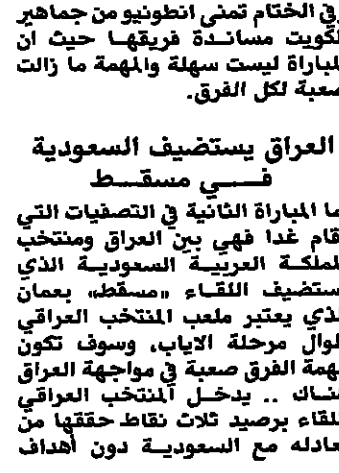 وفي الختام تمنى انطونيو من جماهير
الكويت مساندة فريقها حيث ان
المباراة ليست سهلة والمهمة ما زالت
صعبة لكل الفرق.
العراق يستضيف السعودية
في مسقط
اما المباراة الثانية في التصفيات التي
تقام غدا فهي بين العراق ومنتخب
المملكة العربية السعودية الذي
يستضيف اللقاء «مسقط» بعمان
الذي يعتبر ملعب المنتخب العراقي
طوال مرحلة الاياب، وسوف تكون
مهمة الفرق صعبة في مواجهة العراق
هناك .. يدخل المنتخب العراقي
اللقاء برصيد ثلاث نقاط حققها من
تعادله مع السعودية دون أهداف